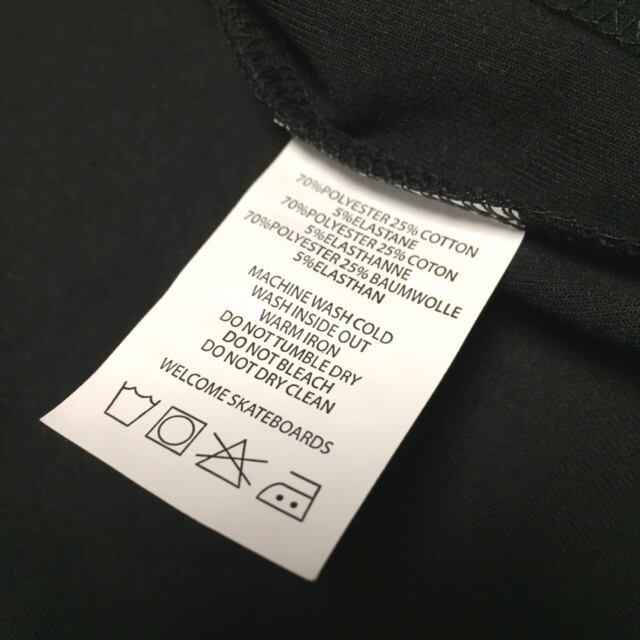 70%POLYESTER 25% COTTON
5%ELASTANE
70%POLYESTER 25% COTON
5%ELASTHANNE
70%POLYESTER 25% BAUMWOLLE
5%ELASTHAN
MACHINE WASH COLD
WASH INSIDE OUT
WARM IRON
DO NOT TUMBLE DRY
DO NOT BLEACH
DO NOT DRY CLEAN
WELCOME SKATEBOARDS